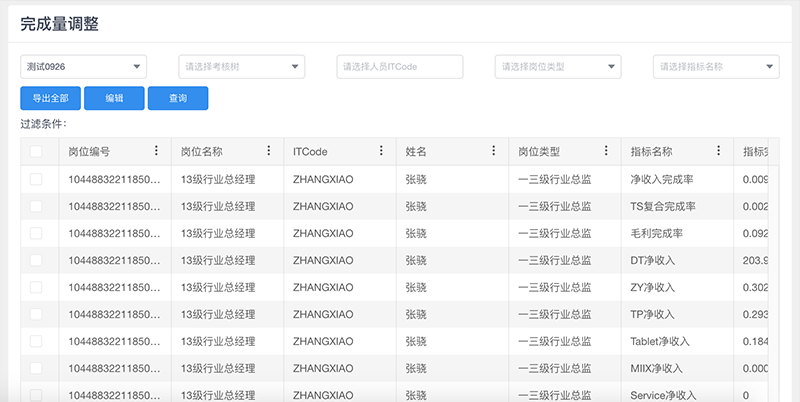 完成量调整
测试0926 请选择考核树 请选择人员ITCode 请选择岗位类型 请选择指标名称
导出全部 编辑 查询
过滤条件：
岗位编号 岗位名称 ITCode 姓名 岗位类型 指标名称 指标完
10448832211850... 13级行业总经理 ZHANGXIAO 张骁 一三级行业总监 净收入完成率 0.009
10448832211850... 13级行业总经理 ZHANGXIAO 张骁 一三级行业总监 TS复合完成率 0.002
10448832211850... 13级行业总经理 ZHANGXIAO 张骁 一三级行业总监 毛利完成率 0.092
10448832211850... 13级行业总经理 ZHANGXIAO 张骁 一三级行业总监 DT净收入 203.9
10448832211850... 13级行业总经理 ZHANGXIAO 张骁 一三级行业总监 ZY净收入 0.302
10448832211850... 13级行业总经理 ZHANGXIAO 张骁 一三级行业总监 TP净收入 0.293
10448832211850... 13级行业总经理 ZHANGXIAO 张骁 一三级行业总监 Tablet净收入 0.184
10448832211850... 13级行业总经理 ZHANGXIAO 张骁 一三级行业总监 MIIX净收入 0.000
10448832211850... 13级行业总经理 ZHANGXIAO 张骁 一三级行业总监 Service净收入 0